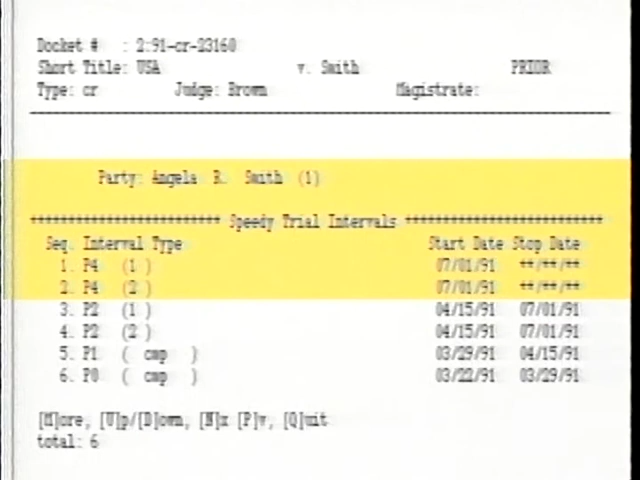 Docket # : 2:91-cr-23160
Short Title: USA v. Smith PRIOR
Type: cr Judge: Brown Magistrate:
Party: Angela R. Smith (1)
*************************** Speedy Trial Intervals ****************************
Seq. Interval Type Start Date Stop Date
1. P4 (1 ) 07/01/91 **/**/**
2. P4 (2 ) 07/01/91 **/**/**
3. P2 (1 ) 04/15/91 07/01/91
4. P2 (2 ) 04/15/91 07/01/91
5. P1 ( cmp ) 03/29/91 04/15/91
6. P0 ( cmp ) 03/22/91 03/29/91
[M]ore, [U]p/[D]own, [N]x [P]v, [Q]uit
total: 6